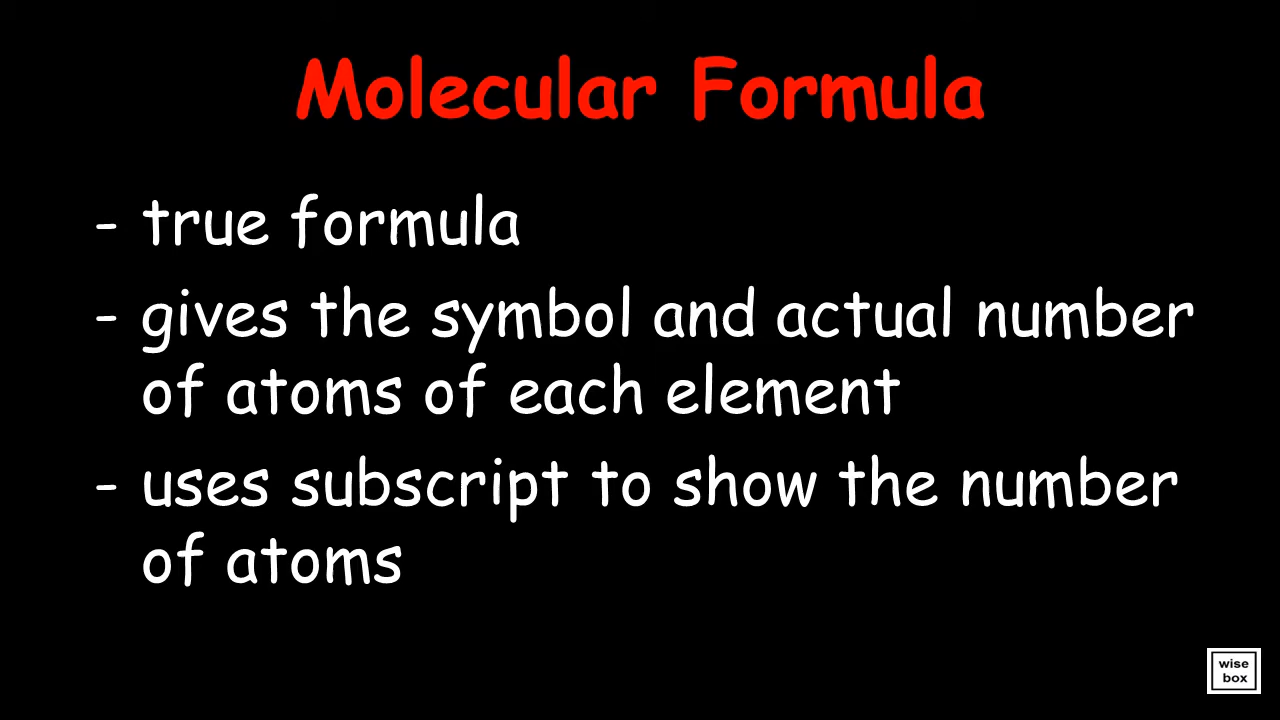 Molecular Formula
- true formula
- gives the symbol and actual number
of atoms of each element
- uses subscript to show the number
of atoms
wise
box